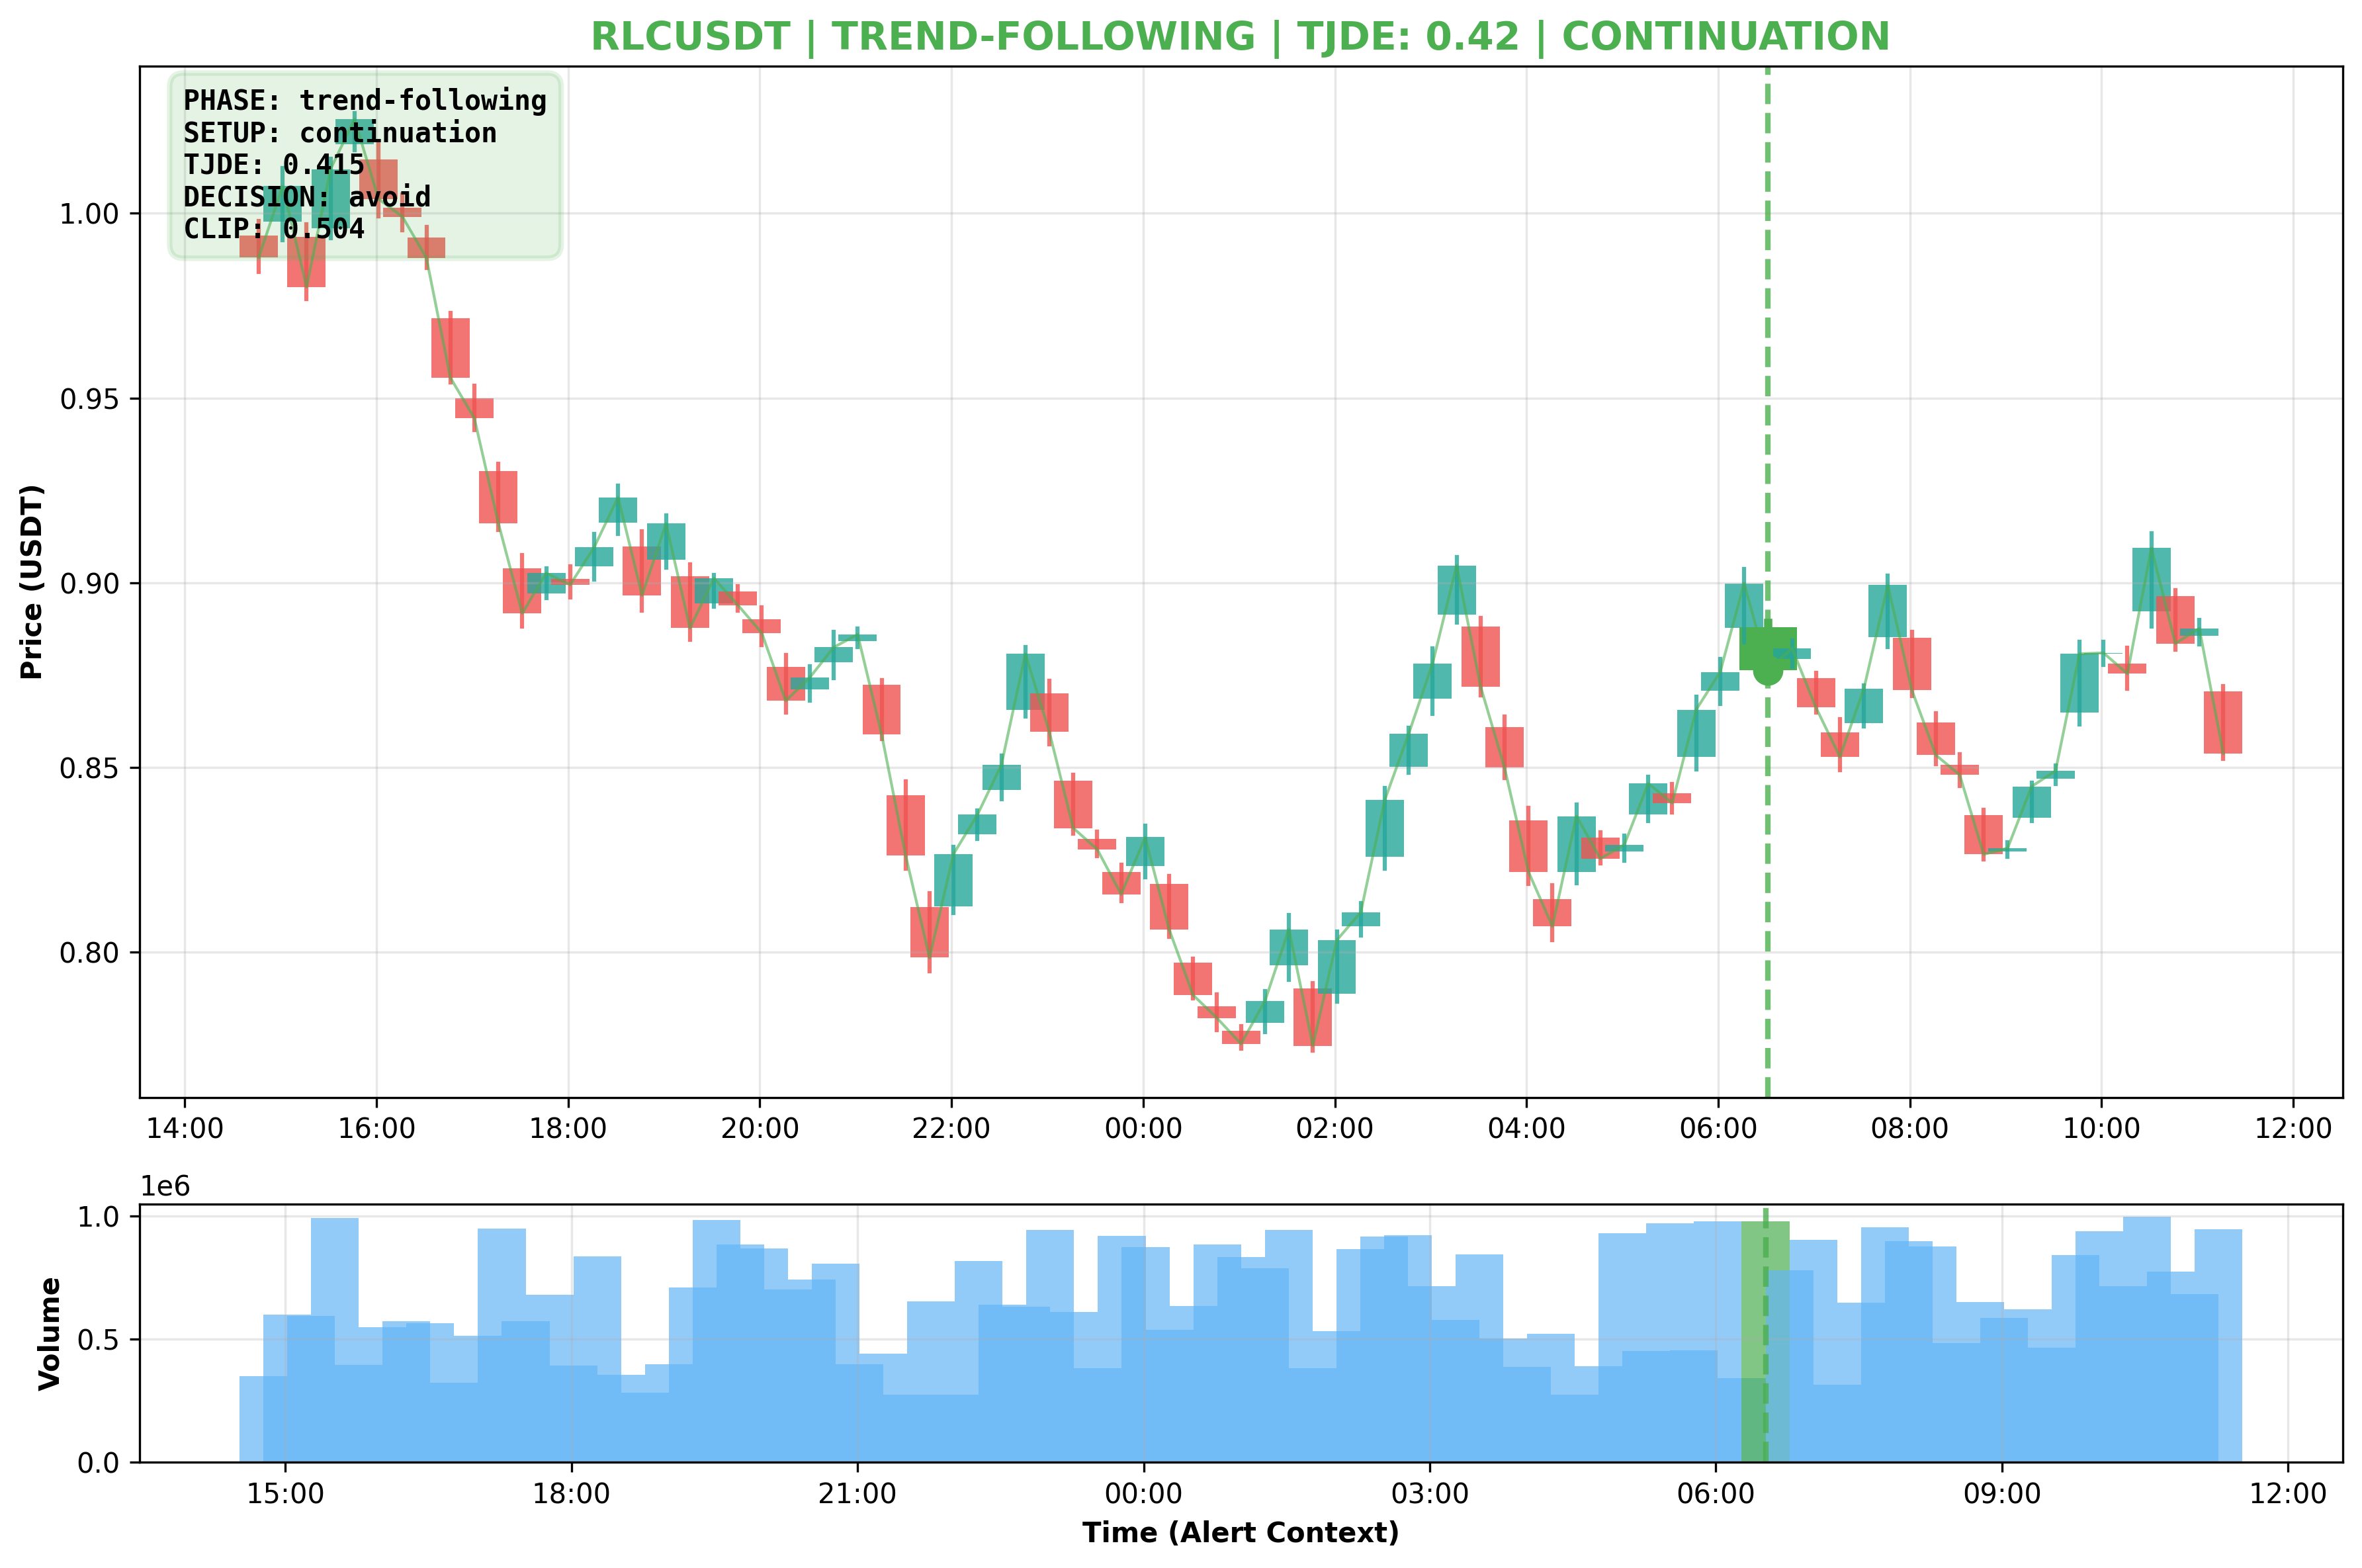 RLCUSDT | TREND-FOLLOWING | TJDE: 0.42 | CONTINUATION
PHASE: trend-following
SETUP: continuation
TJDE: 0.415
DECISION: avoid
CLIP: 0.504
Price (USDT)
1.00
0.95
0.90
0.85
0.80
14:00 16:00 18:00 20:00 22:00 00:00 02:00 04:00 06:00 08:00 10:00 12:00
1e6
Volume
1.0
0.5
0.0
15:00 18:00 21:00 00:00 03:00 06:00 09:00 12:00
Time (Alert Context)